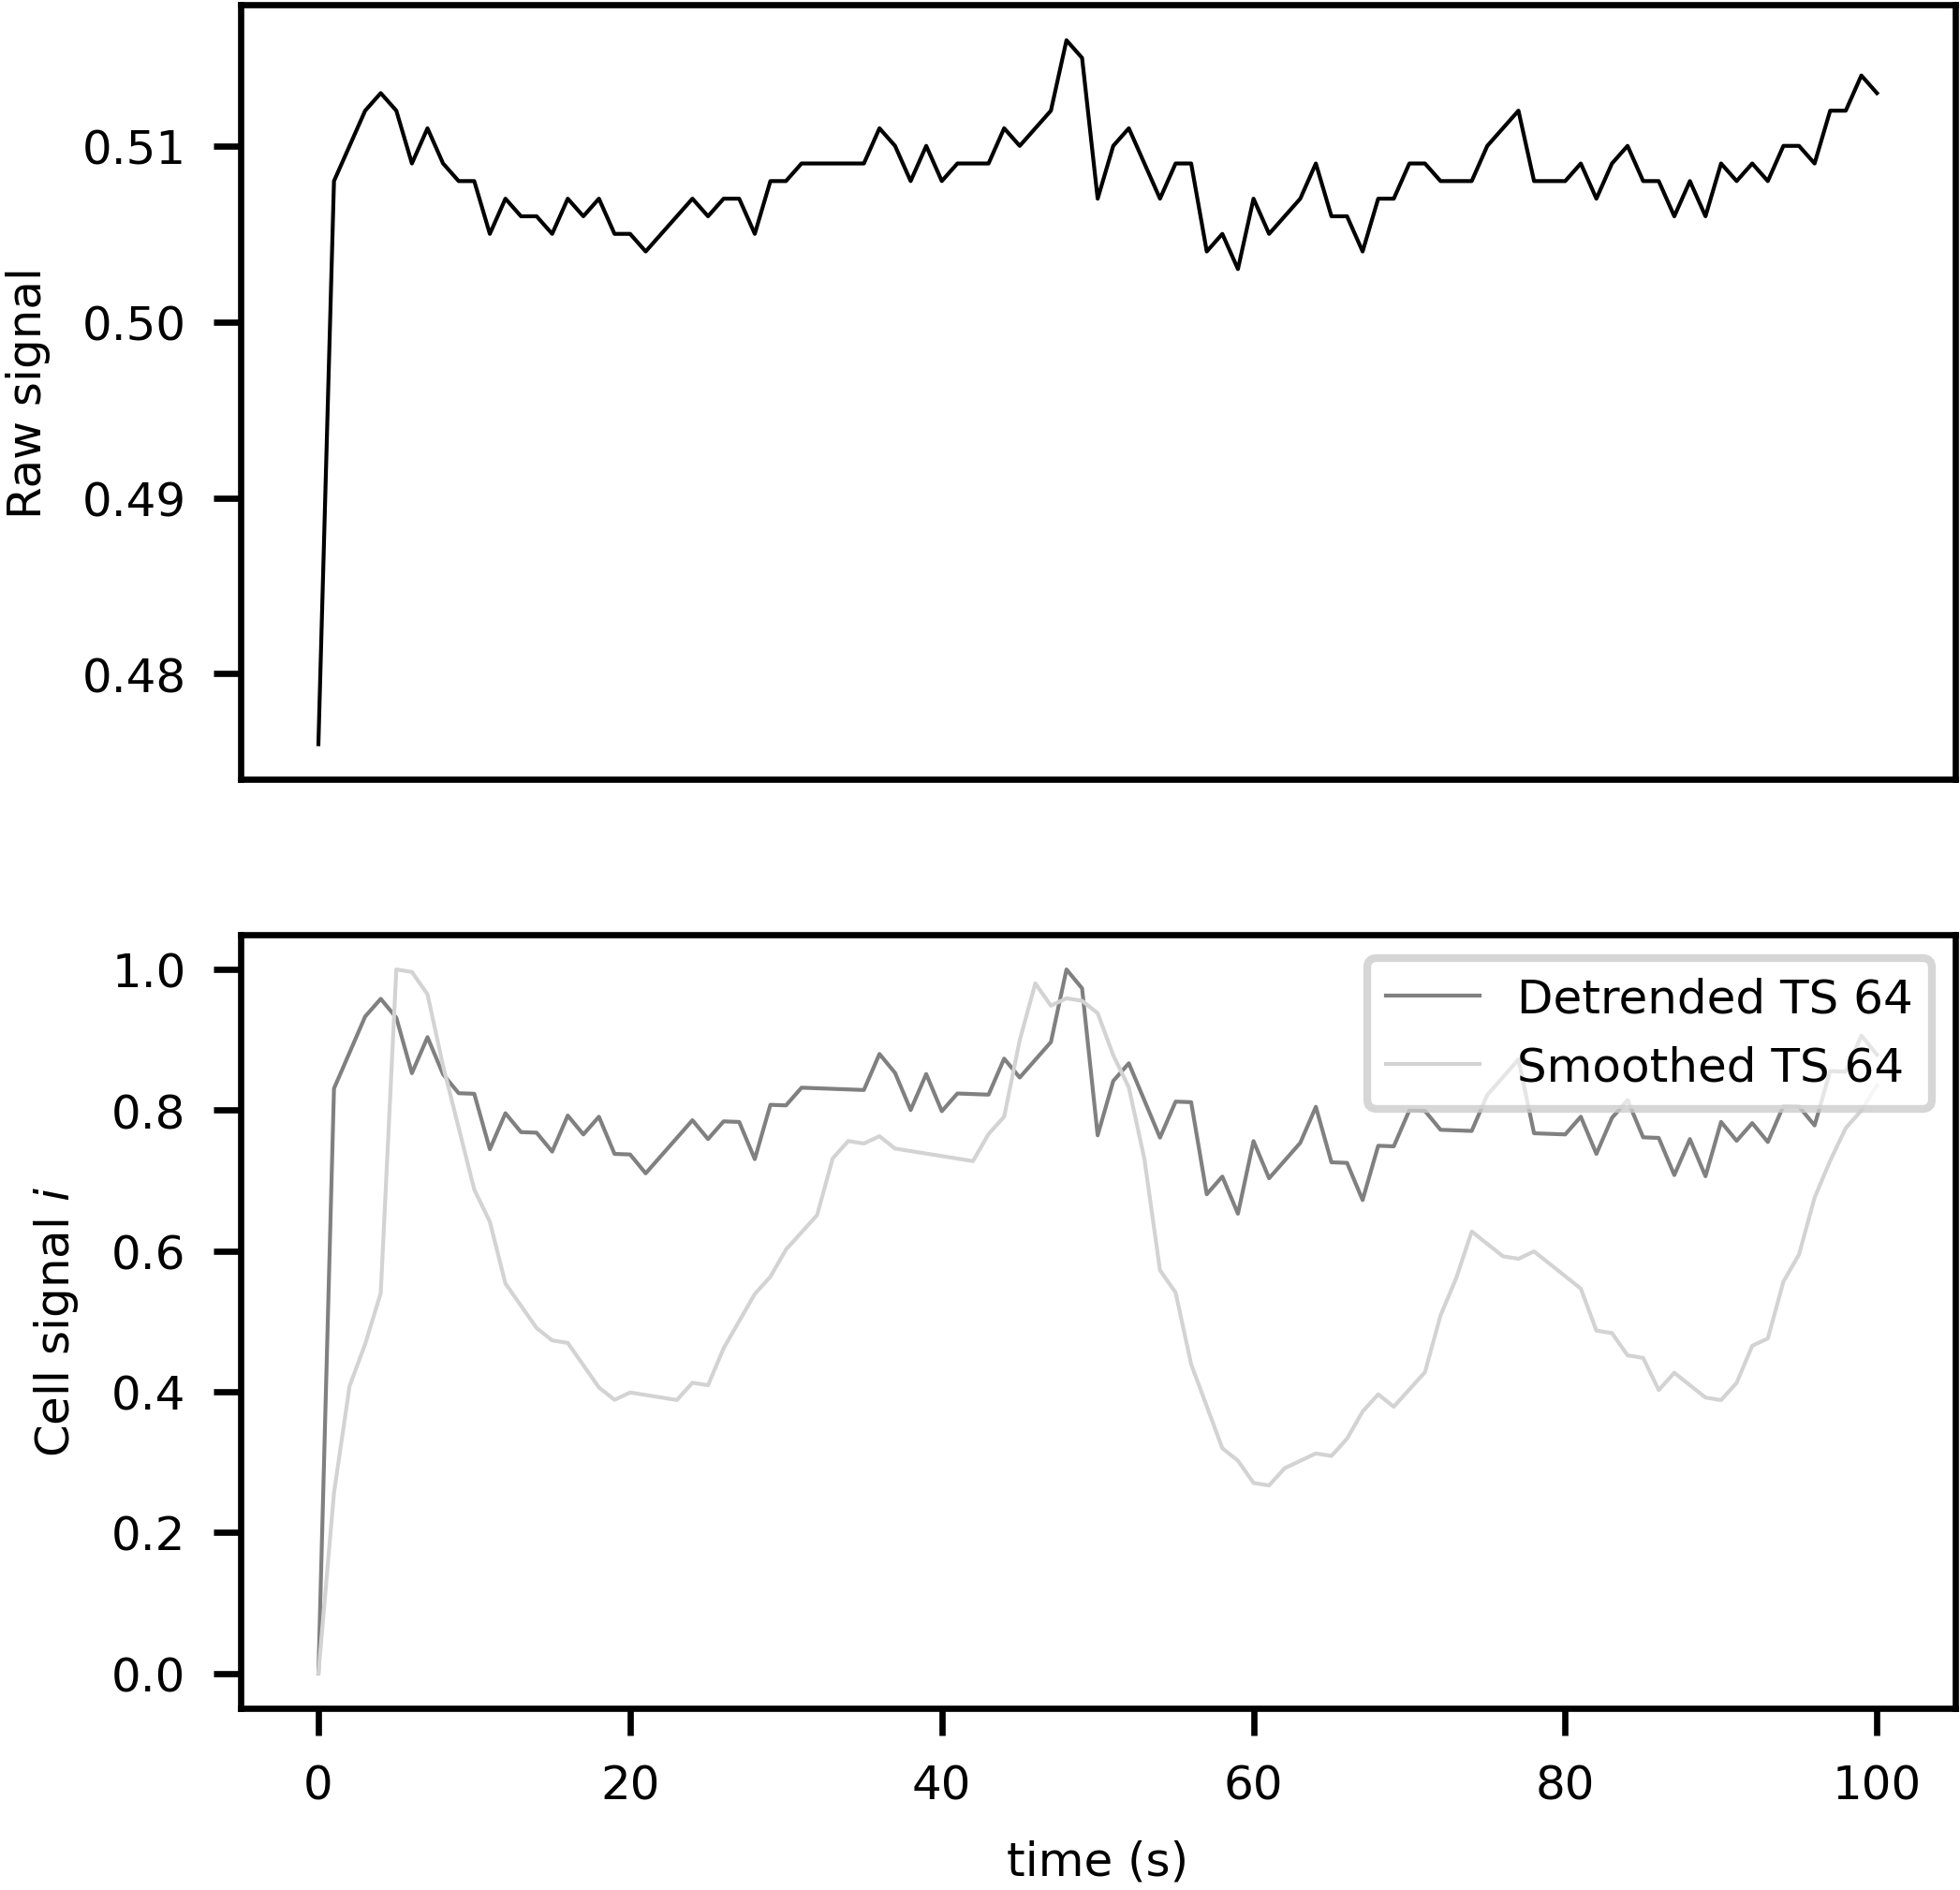 Raw signal
0.51
0.50
0.49
0.48
Cell signal i
1.0
0.8
0.6
0.4
0.2
0.0
Detrended TS 64
Smoothed TS 64
0 20 40 60 80 100
time (s)